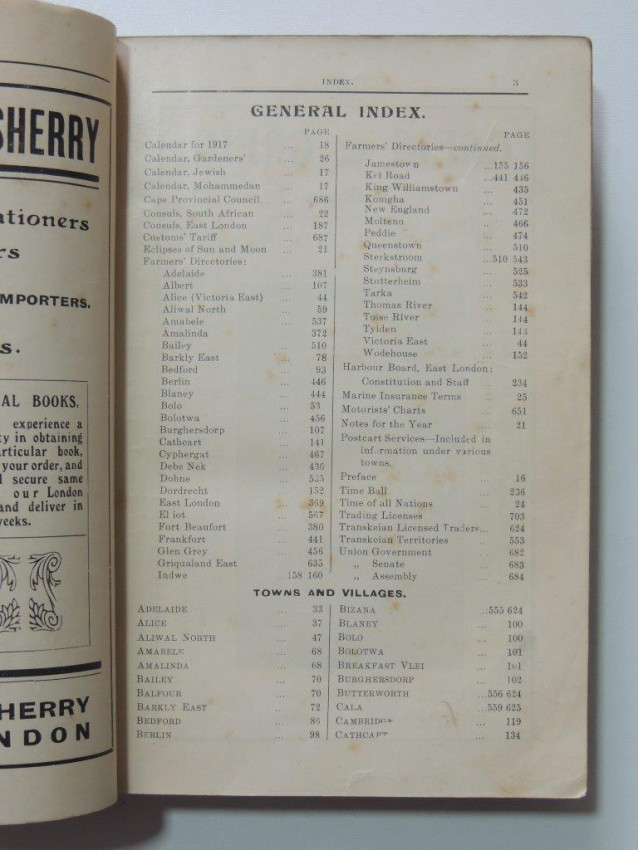 SHERRY
ationers
rs
MPORTERS.
s.
AL BOOKS.
experience a
ty in obtaining
articular book,
your order, and
secure same
our London
and deliver in
weeks.
HERRY
NDON
INDEX. 3
GENERAL INDEX.
PAGE
Calendar for 1917 ... 18
Calendar, Gardeners' ... 26
Calendar, Jewish ... 17
Calendar, Mohammedan ... 17
Cape Provincial Council ... 686
Consuls, South African ... 22
Consuls, East London ... 187
Customs' Tariff ... 687
Eclipses of Sun and Moon ... 21
Farmers' Directories:
Adelaide ... 381
Albert ... 107
Alice (Victoria East) ... 44
Aliwal North ... 59
Amabele ... 537
Amalinda ... 372
Bailey ... 510
Barkly East ... 78
Bedford ... 93
Berlin ... 446
Blaney ... 444
Bolo ... 53
Bolotwa ... 456
Burghersdorp ... 107
Cathcart ... 141
Cyphergat ... 467
Debe Nek ... 436
Dohne ...
Dordrecht ... 152
East London ... 369
El iot ... 567
Fort Beaufort ... 380
Frankfort ... 441
Glen Grey ... 456
Griqualand East ... 635
Indwe ...158 160
PAGE
Farmers' Directories—continued.
Jamestown ...155 156
Kei Road ...441 446
King Williamstown ... 435
Komgha ... 451
New England ... 472
Molteno ... 466
Peddie ... 474
Queenstown ... 510
Sterkstroom ...510 543
Steynsburg ... 525
Stutterheim ... 533
Tarka ... 542
Thomas River ... 144
Toise River ... 144
Tylden ...
Victoria East ... 44
Wodehouse ... 152
Harbour Board, East London:
Constitution and Staff ... 234
Marine Insurance Terms ... 25
Motorists' Charts ... 651
Notes for the Year 21
Postcart Services—Included in
information under various
towns.
Preface ... 16
Time Ball ... 236
Time of all Nations ... 24
Trading Licenses ... 703
Transkeian Licensed Traders... 624
Transkeian Territories ... 553
Union Government ... 682
„ Senate ... 683
„ Assembly ... 684
TOWNS AND VILLAGES.
ADELAIDE ... 33
ALICE ... 37
ALIWAL NORTH ... 47
AMABELE ... 68
AMALINDA ... 68
BAILEY ... 70
BALFOUR ... 70
BARKLY EAST ... 72
BEDFORD ... 86
BERLIN ... 98
BIZANA ...555 624
BLANEY ... 100
BOLO ... 100
BOLOTWA ... 101
BREAKFAST VLEI ... 101
BURGHERSDORP ... 102
BUTTERWORTH ...556 624
CALA ...559 625
CAMBRIDGE ... 119
CATHCART ... 134